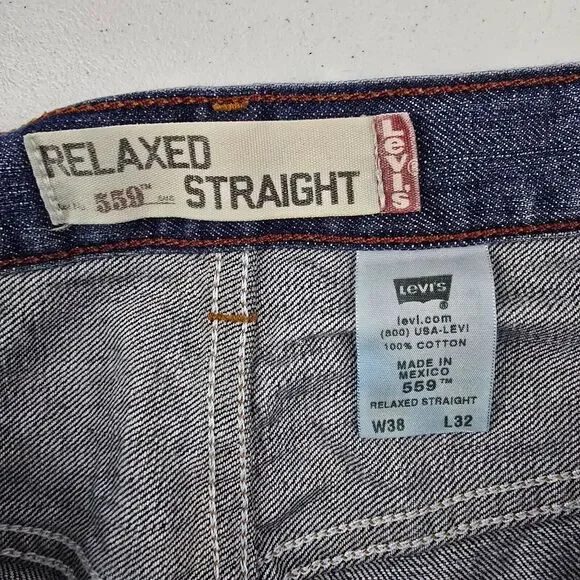 RELAXED
559™ STRAIGHT
Levi's®
Levi's
®
levi.com
(800) USA-LEVI
100% COTTON
MADE IN
MEXICO
559™
RELAXED STRAIGHT
W38 L32